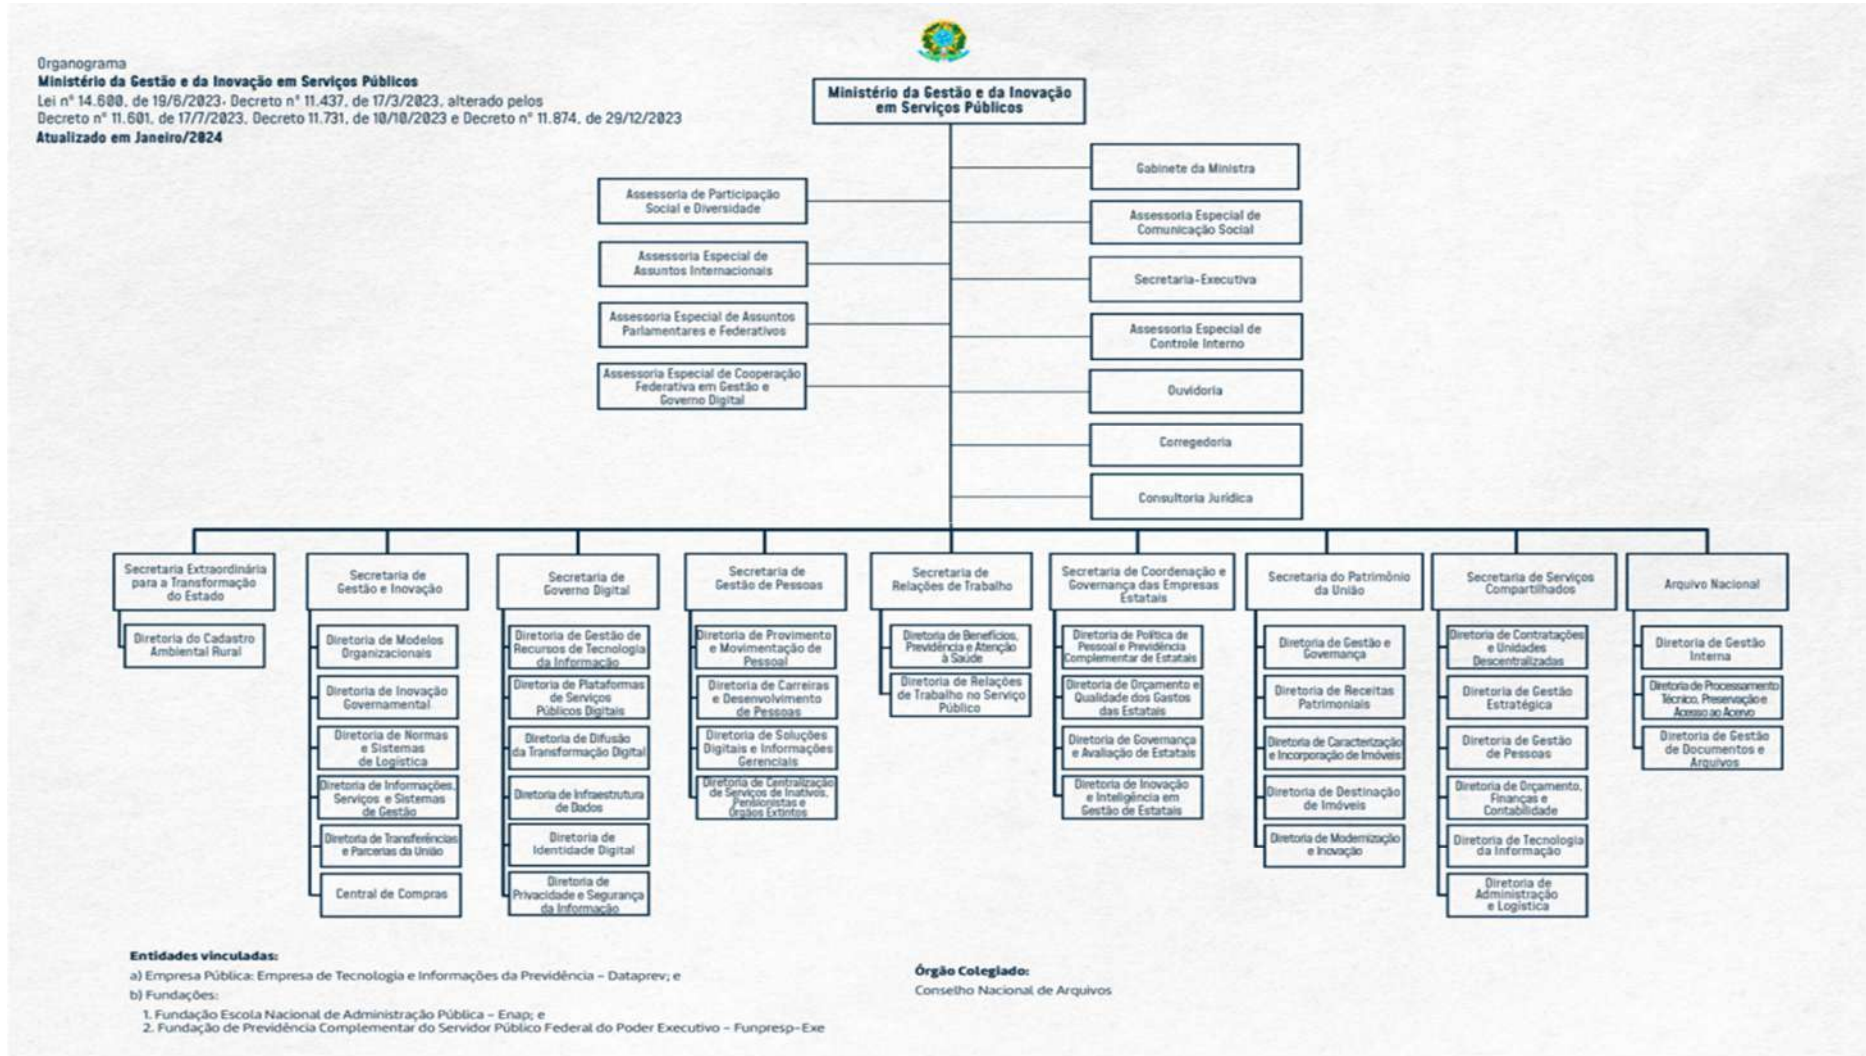 Organograma
Ministério da Gestão e da Inovação em Serviços Públicos
Lei nº 14.600, de 19/6/2023. Decreto nº 11.437, de 17/3/2023, alterado pelos
Decreto nº 11.601, de 17/7/2023, Decreto 11.731, de 10/10/2023 e Decreto nº 11.874, de 29/12/2023
Atualizado em Janeiro/2024
Ministério da Gestão e da Inovação
em Serviços Públicos
Gabinete da Ministra
Assessoria de Participação
Social e Diversidade
Assessoria Especial de
Comunicação Social
Assessoria Especial de
Assuntos Internacionais
Secretaria-Executiva
Assessoria Especial de Assuntos
Parlamentares e Federativos
Assessoria Especial de
Controle Interno
Assessoria Especial de Cooperação
Federativa em Gestão e
Governo Digital
Ouvidoria
Corregedoria
Consultoria Jurídica
Secretaria Extraordinária
para a Transformação
do Estado
Diretoria do Cadastro
Ambiental Rural
Secretaria de
Gestão e Inovação
Diretoria de Modelos
Organizacionais
Diretoria de Inovação
Governamental
Diretoria de Normas
e Sistemas
de Logística
Diretoria de Informações,
Serviços e Sistemas
de Gestão
Diretoria de Transferências
e Parcerias da União
Central de Compras
Secretaria de
Governo Digital
Diretoria de Gestão de
Recursos de Tecnologia
da Informação
Diretoria de Plataformas
de Serviços
Públicos Digitais
Diretoria de Difusão
da Transformação Digital
Diretoria de Infraestrutura
de Dados
Diretoria de
Identidade Digital
Diretoria de
Privacidade e Segurança
da Informação
Secretaria de
Gestão de Pessoas
Diretoria de Provimento
e Movimentação de
Pessoal
Diretoria de Carreiras
e Desenvolvimento
de Pessoas
Diretoria de Soluções
Digitais e Informações
Gerenciais
Diretoria de Centralização
de Serviços de Inativos,
Pensionistas e
Órgãos Extintos
Secretaria de
Relações de Trabalho
Diretoria de Benefícios,
Previdência e Atenção
à Saúde
Diretoria de Relações
de Trabalho no Serviço
Público
Secretaria de Coordenação e
Governança das Empresas
Estatais
Diretoria de Política de
Pessoal e Previdência
Complementar de Estatais
Diretoria de Orçamento e
Qualidade dos Gastos
das Estatais
Diretoria de Governança
e Avaliação de Estatais
Diretoria de Inovação
e Inteligência em
Gestão de Estatais
Secretaria do Patrimônio
da União
Diretoria de Gestão e
Governança
Diretoria de Receitas
Patrimoniais
Diretoria de Caracterização
e Incorporação de Imóveis
Diretoria de Destinação
de Imóveis
Diretoria de Modernização
e Inovação
Secretaria de Serviços
Compartilhados
Diretoria de Contratações
e Unidades
Descentralizadas
Diretoria de Gestão
Estratégica
Diretoria de Gestão
de Pessoas
Diretoria de Orçamento,
Finanças e
Contabilidade
Diretoria de Tecnologia
da Informação
Diretoria de
Administração
e Logística
Arquivo Nacional
Diretoria de Gestão
Interna
Diretoria de Processamento
Técnico, Preservação e
Acesso ao Acervo
Diretoria de Gestão
de Documentos e
Arquivos
Entidades vinculadas:
a) Empresa Pública: Empresa de Tecnologia e Informações da Previdência – Dataprev; e
b) Fundações:
1. Fundação Escola Nacional de Administração Pública – Enap; e
2. Fundação de Previdência Complementar do Servidor Público Federal do Poder Executivo – Funpresp-Exe
Órgão Colegiado:
Conselho Nacional de Arquivos